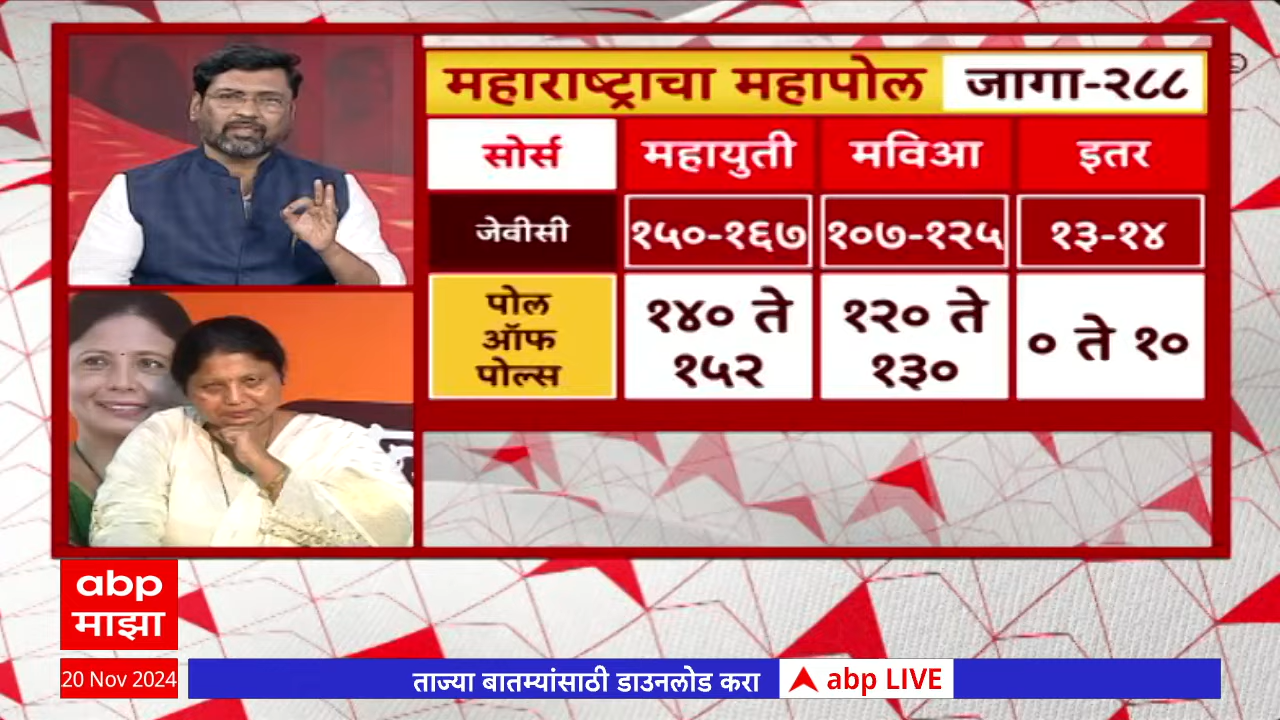 महाराष्ट्राचा महापोल जागा-२८८
सोर्स महायुती मविआ इतर
जेवीसी १५०-१६७ १०७-१२५ १३-१४
पोल ऑफ पोल्स १४० ते १५२ १२० ते १३० ० ते १०
abp
माझा
20 Nov 2024
ताज्या बातम्यांसाठी डाउनलोड करा abp LIVE